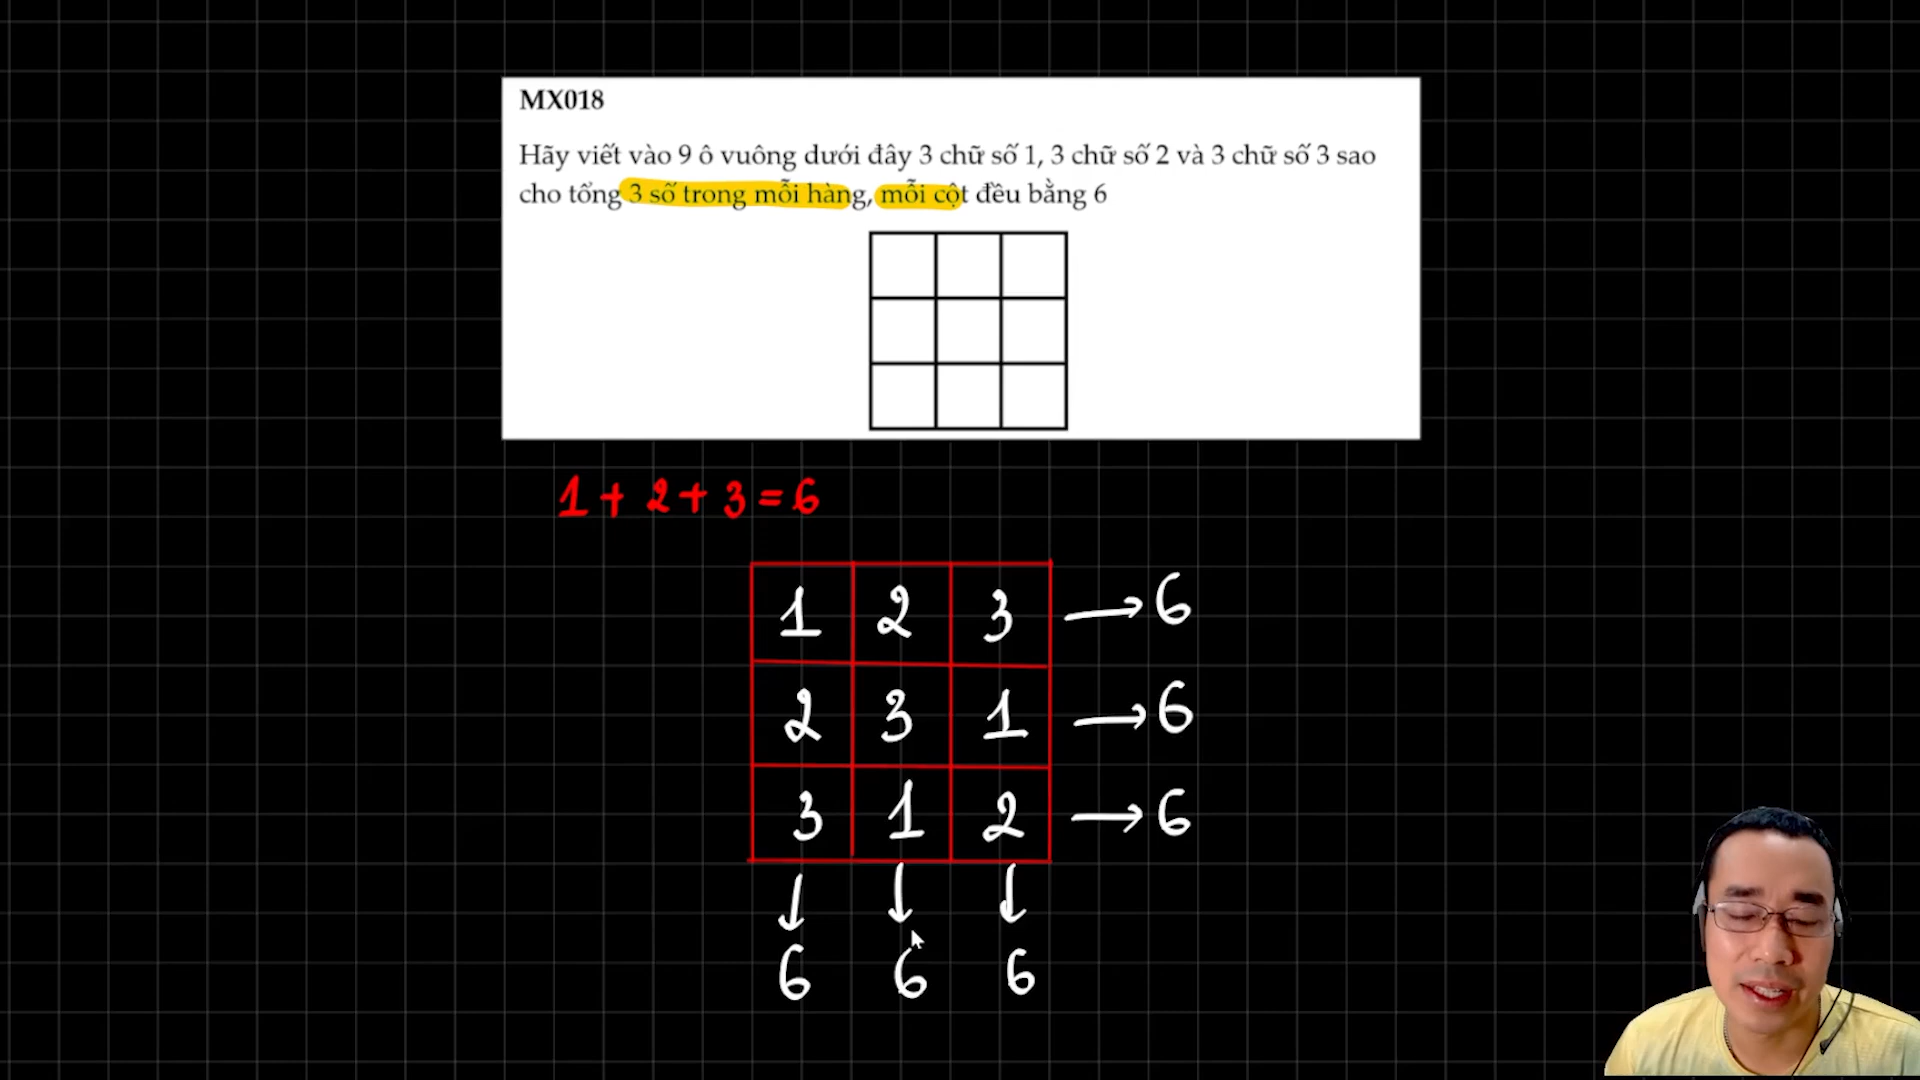 MX018
Hãy viết vào 9 ô vuông dưới đây 3 chữ số 1, 3 chữ số 2 và 3 chữ số 3 sao
cho tổng 3 số trong mỗi hàng, mỗi cột đều bằng 6
1 + 2 + 3 = 6
1 2 3 → 6
2 3 1 → 6
3 1 2 → 6
↓ ↓ ↓
6 6 6